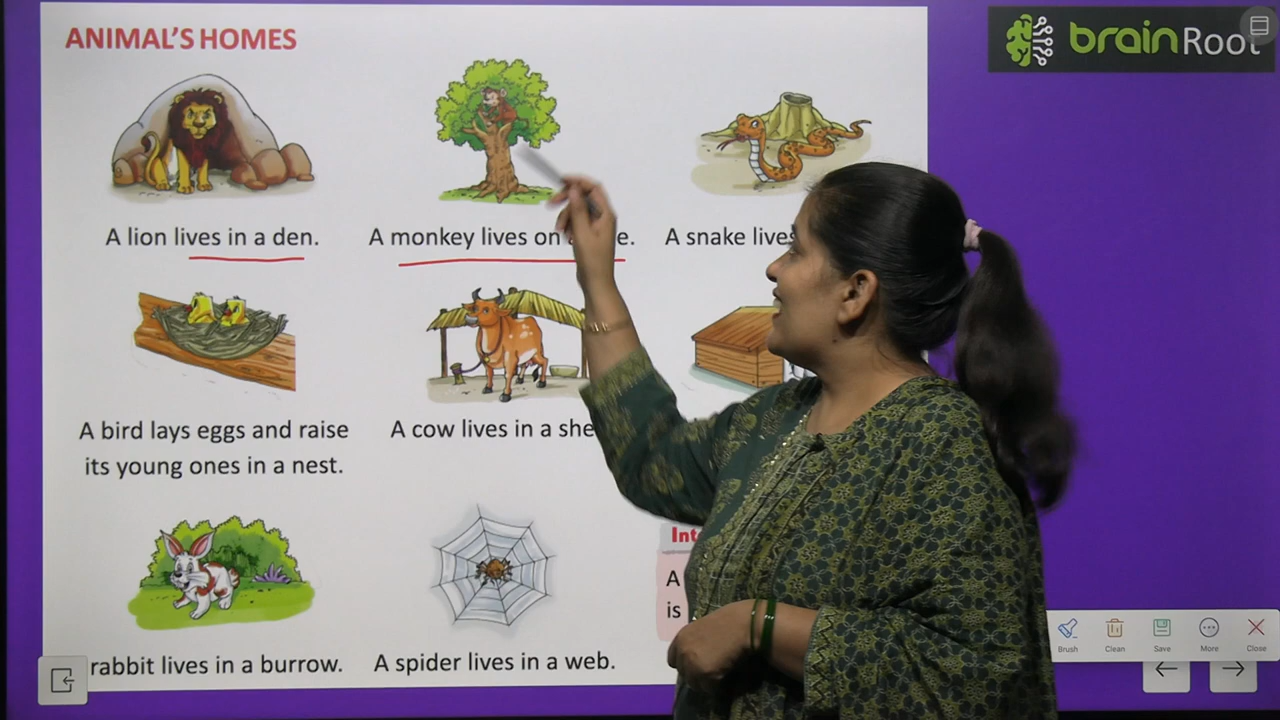 ANIMAL'S HOMES
brainRoot
A lion lives in a den.
A monkey lives on
A snake lives
A bird lays eggs and raise
its young ones in a nest.
A cow lives in a
A
is
rabbit lives in a burrow.
A spider lives in a web.
Brush
Clean
Save
More
Close